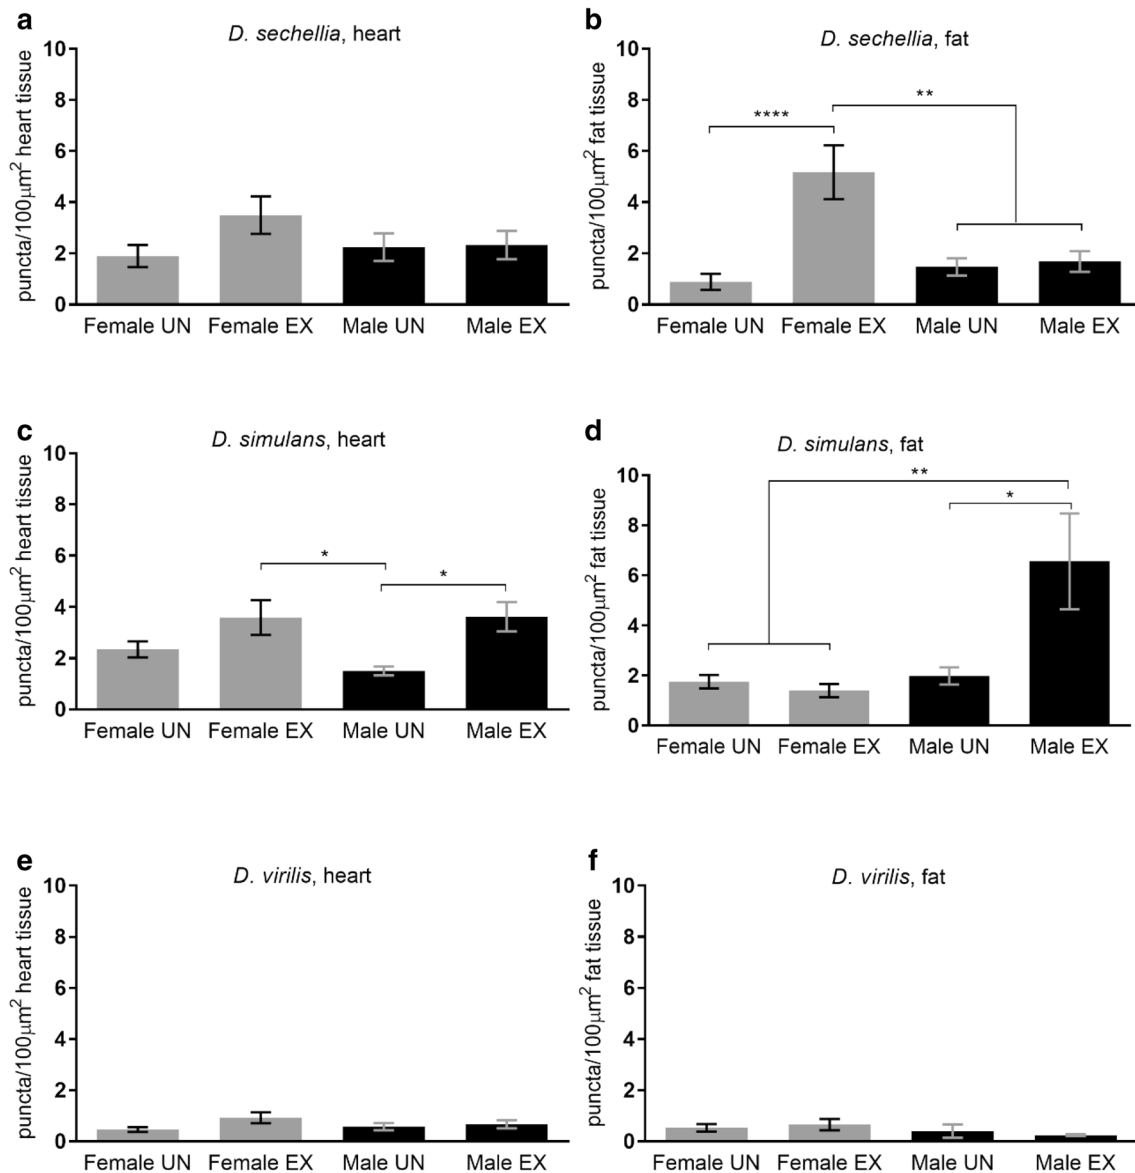 a
D. sechellia, heart
puncta/100μm² heart tissue
10
8
6
4
2
0
Female UN Female EX Male UN Male EX
b
D. sechellia, fat
puncta/100μm² fat tissue
10
8
6
4
2
0
****
**
Female UN Female EX Male UN Male EX
c
D. simulans, heart
puncta/100μm² heart tissue
10
8
6
4
2
0
*
*
Female UN Female EX Male UN Male EX
d
D. simulans, fat
puncta/100μm² fat tissue
10
8
6
4
2
0
**
*
Female UN Female EX Male UN Male EX
e
D. virilis, heart
puncta/100μm² heart tissue
10
8
6
4
2
0
Female UN Female EX Male UN Male EX
f
D. virilis, fat
puncta/100μm² fat tissue
10
8
6
4
2
0
Female UN Female EX Male UN Male EX